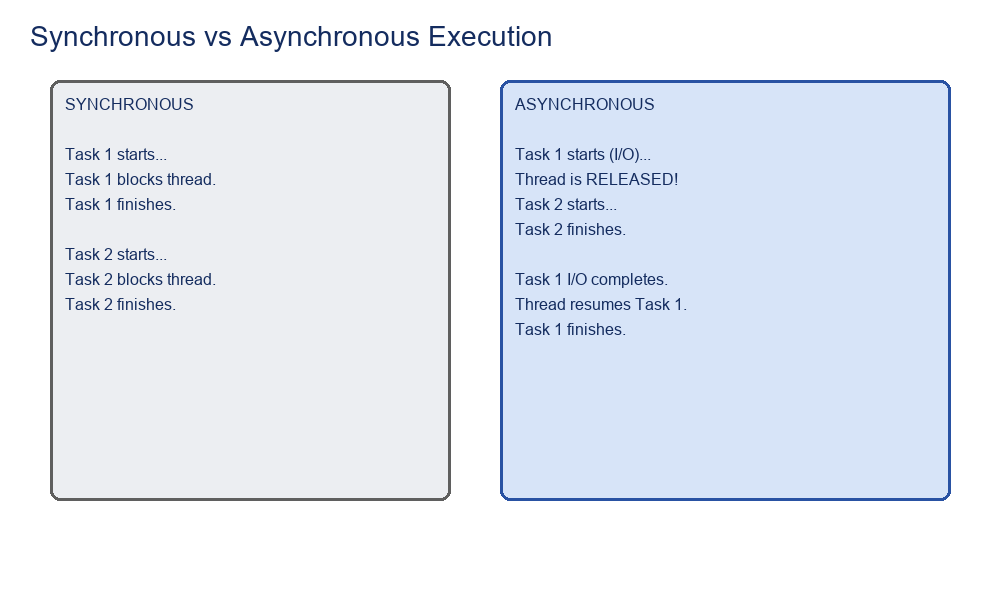 Synchronous vs Asynchronous Execution
SYNCHRONOUS
Task 1 starts...
Task 1 blocks thread.
Task 1 finishes.
Task 2 starts...
Task 2 blocks thread.
Task 2 finishes.
ASYNCHRONOUS
Task 1 starts (I/O)...
Thread is RELEASED!
Task 2 starts...
Task 2 finishes.
Task 1 I/O completes.
Thread resumes Task 1.
Task 1 finishes.